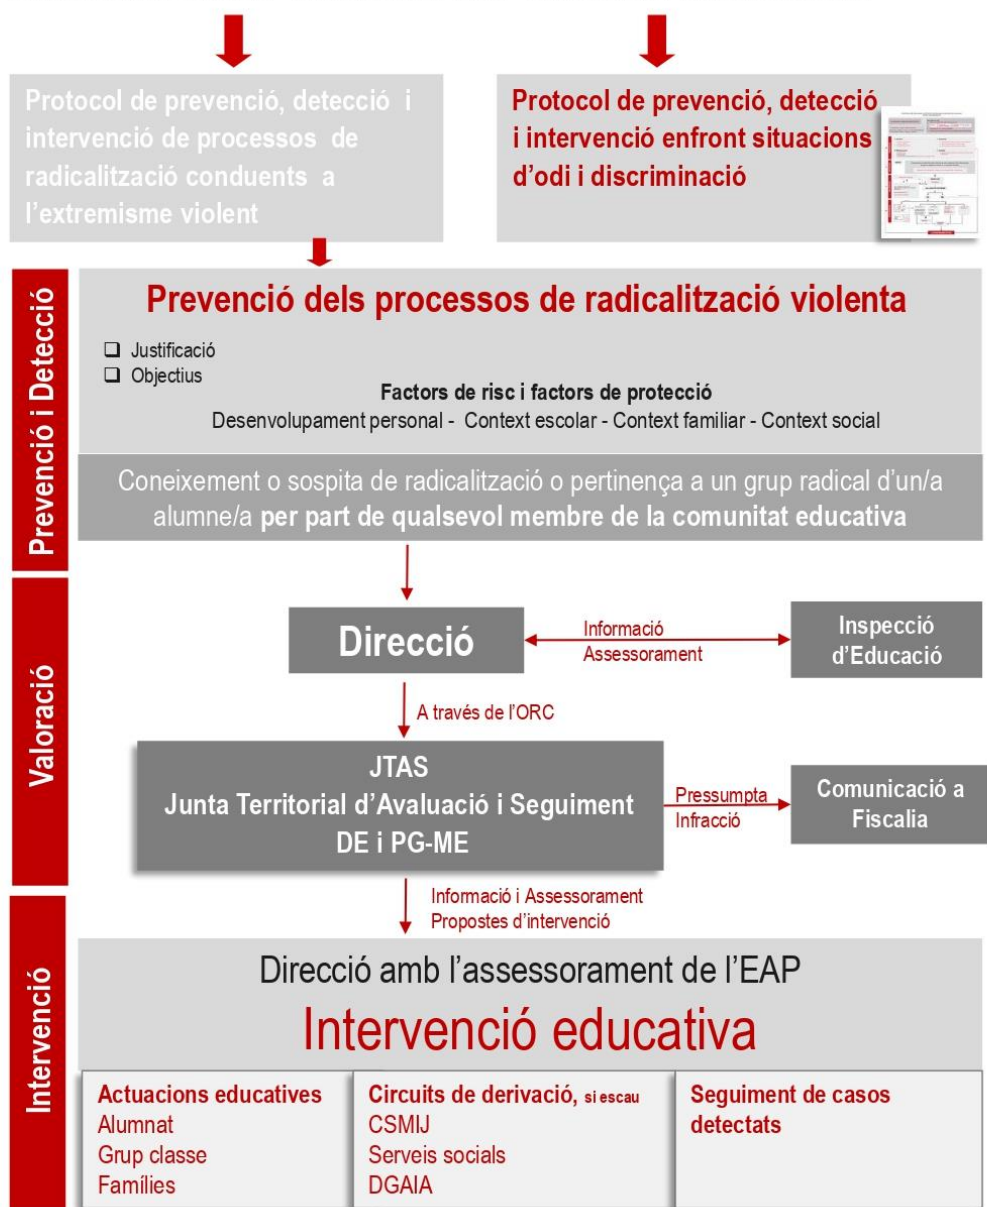 Protocol de prevenció, detecció i
intervenció de processos de
radicalització conduents a
l'extremisme violent
Protocol de prevenció, detecció
i intervenció enfront situacions
d'odi i discriminació
Prevenció i Detecció
Prevenció dels processos de radicalització violenta
Justificació
Objectius
Factors de risc i factors de protecció
Desenvolupament personal - Context escolar - Context familiar - Context social
Coneixement o sospita de radicalització o pertinença a un grup radical d'un/a
alumne/a per part de qualsevol membre de la comunitat educativa
Valoració
Direcció
Informació
Assessorament
Inspecció
d'Educació
A través de l'ORC
JTAS
Junta Territorial d'Avaluació i Seguiment
DE i PG-ME
Pressumpta
Infracció
Comunicació a
Fiscalia
Informació i Assessorament
Propostes d'intervenció
Intervenció
Direcció amb l'assessorament de l'EAP
Intervenció educativa
Actuacions educatives
Alumnat
Grup classe
Famílies
Circuits de derivació, si escau
CSMIJ
Serveis socials
DGAIA
Seguiment de casos
detectats